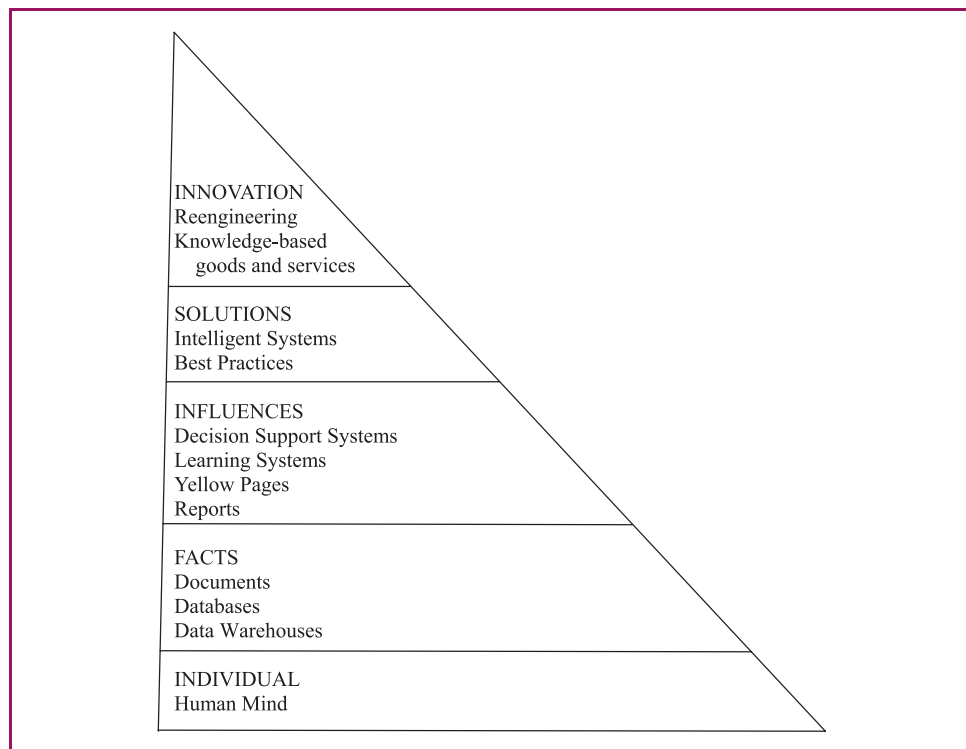 INNOVATION
Reengineering
Knowledge-based
goods and services
SOLUTIONS
Intelligent Systems
Best Practices
INFLUENCES
Decision Support Systems
Learning Systems
Yellow Pages
Reports
FACTS
Documents
Databases
Data Warehouses
INDIVIDUAL
Human Mind